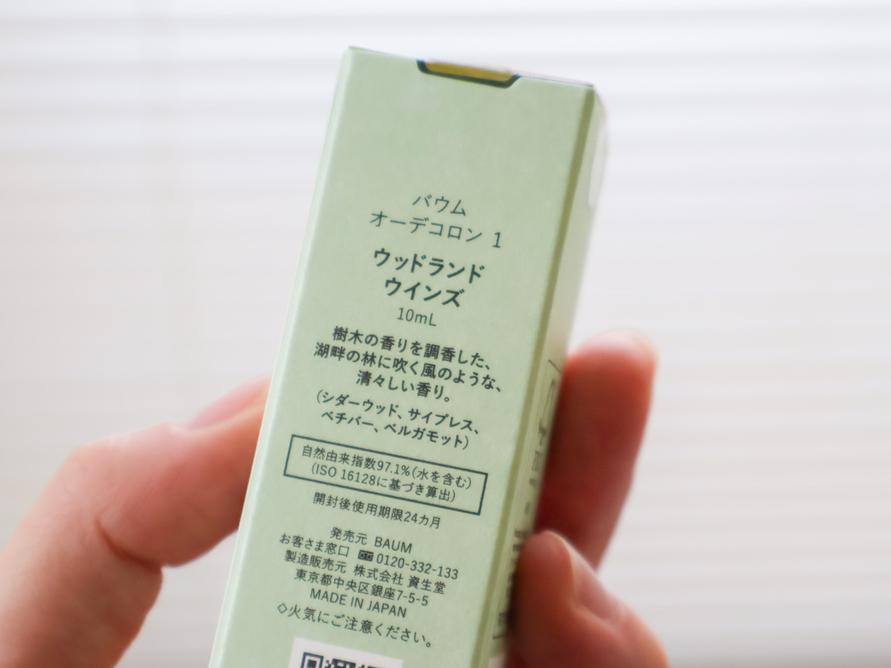 バウム
オーデコロン 1
ウッドランド
ウインズ
10mL
樹木の香りを調香した、
湖畔の林に吹く風のような、
清々しい香り。
(シダーウッド、サイプレス、
ベチバー、ベルガモット)
自然由来指数97.1%(水を含む)
(ISO 16128に基づき算出)
開封後使用期限24カ月
発売元 BAUM
お客さま窓口 0120-332-133
製造販売元 株式会社 資生堂
東京都中央区銀座7-5-5
MADE IN JAPAN
◇火気にご注意ください。